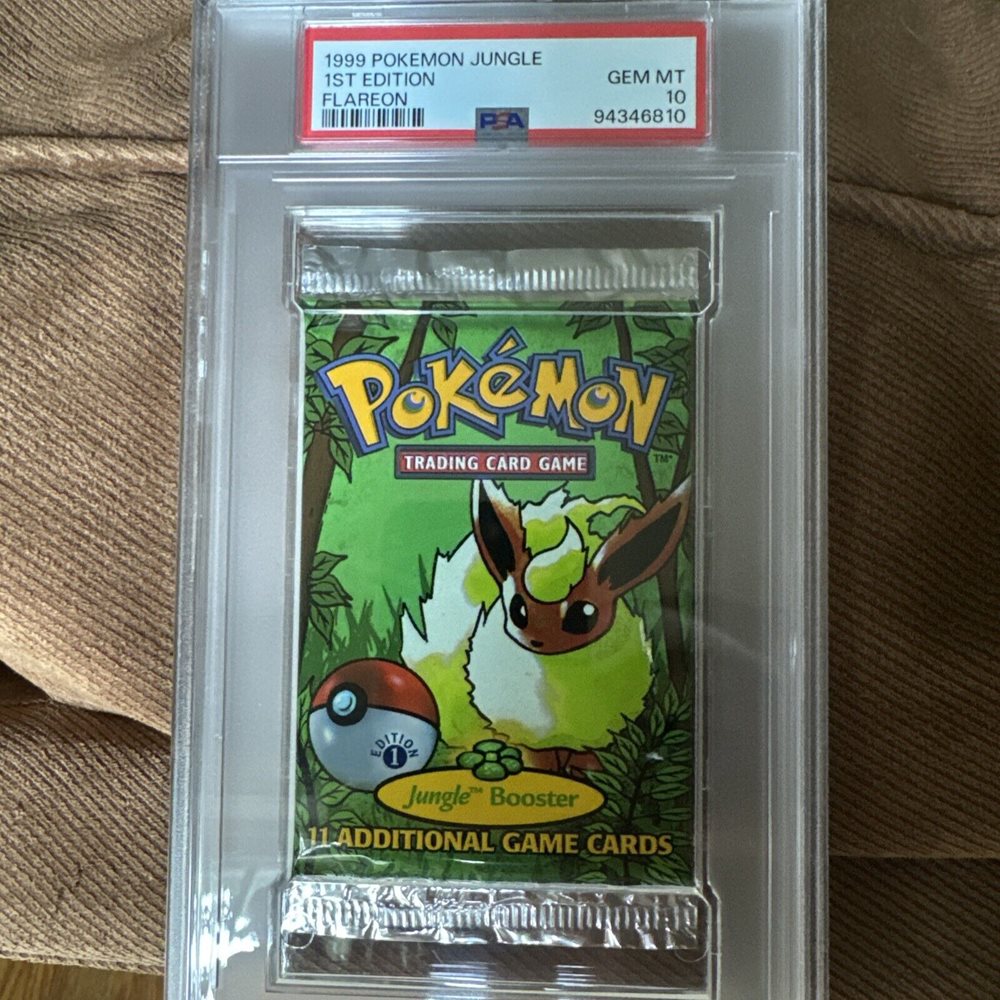 1999 POKEMON JUNGLE
1ST EDITION
GEM MT
FLAREON
10
PSA
94346810
POKéMON
TM
TRADING CARD GAME
EDITION
1
Jungle™ Booster
11 ADDITIONAL GAME CARDS